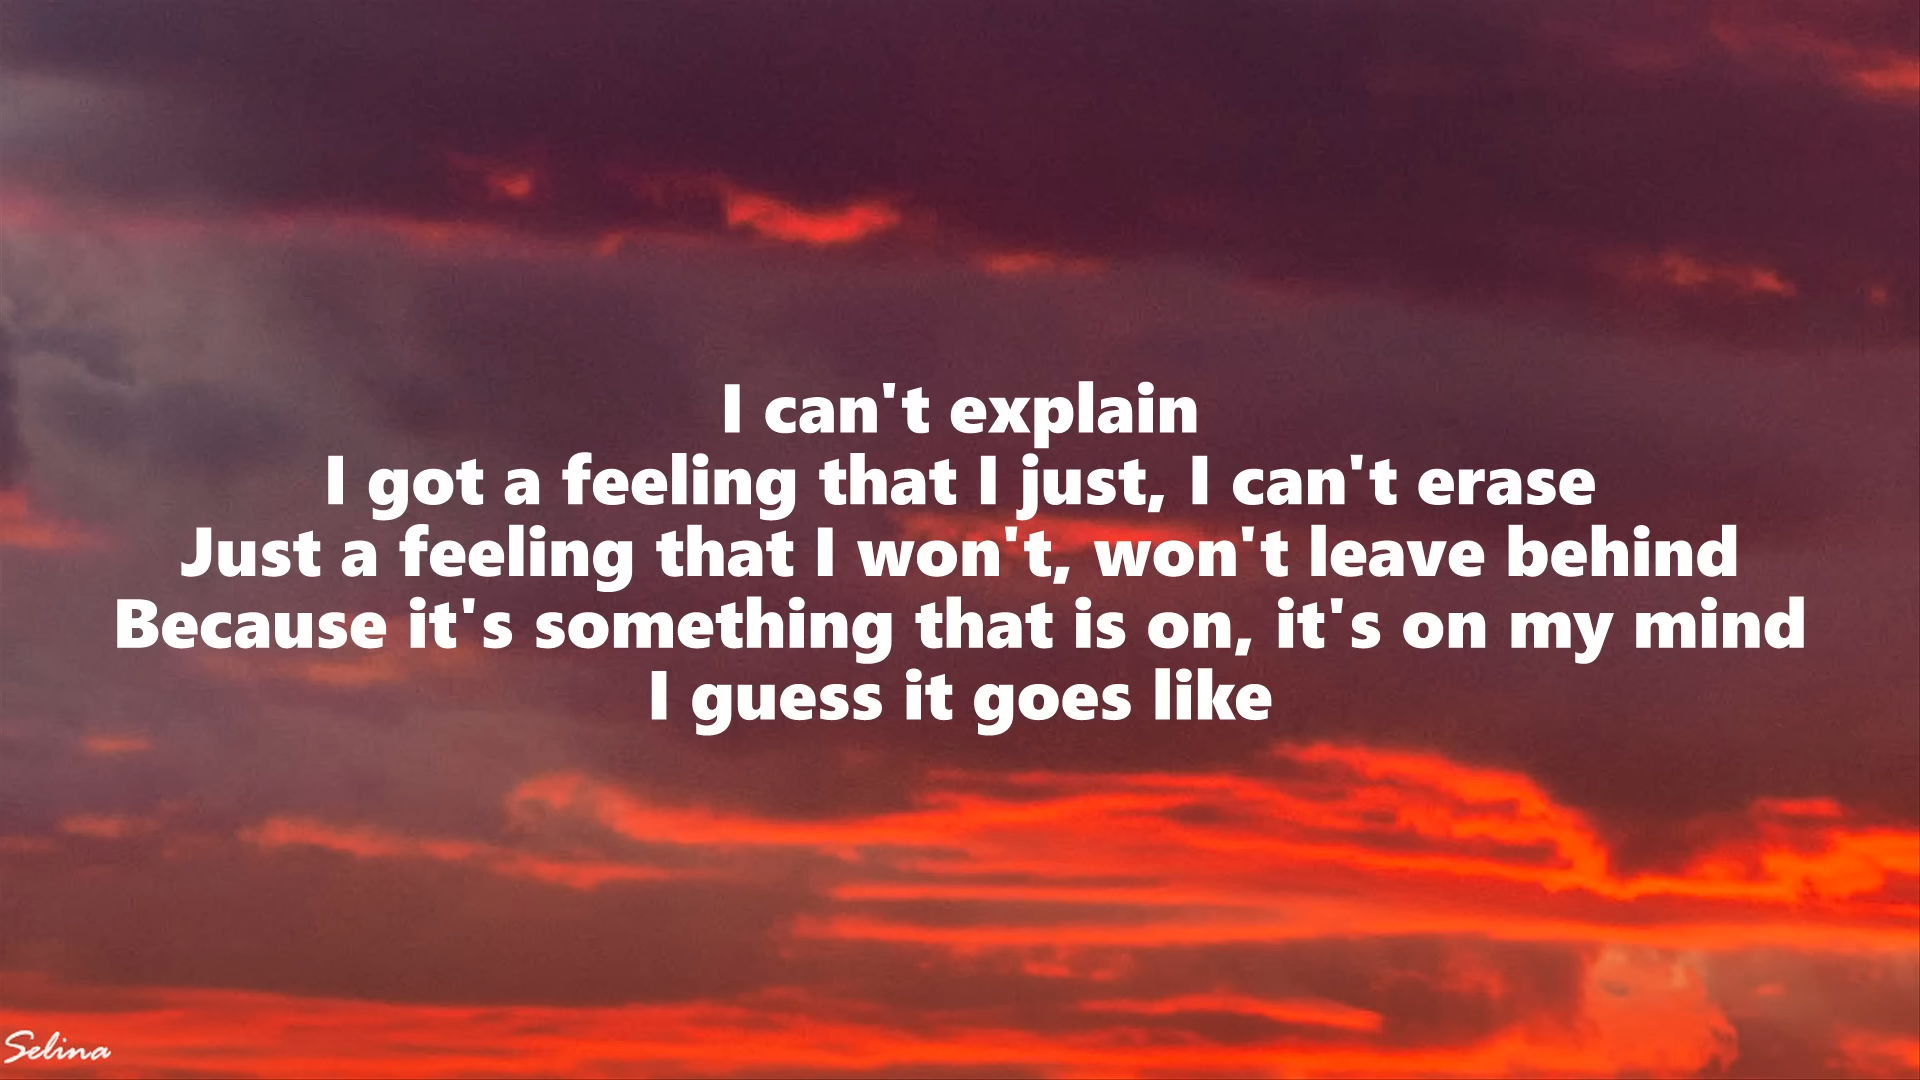 I can't explain
I got a feeling that I just, I can't erase
Just a feeling that I won't, won't leave behind
Because it's something that is on, it's on my mind
I guess it goes like
Selina